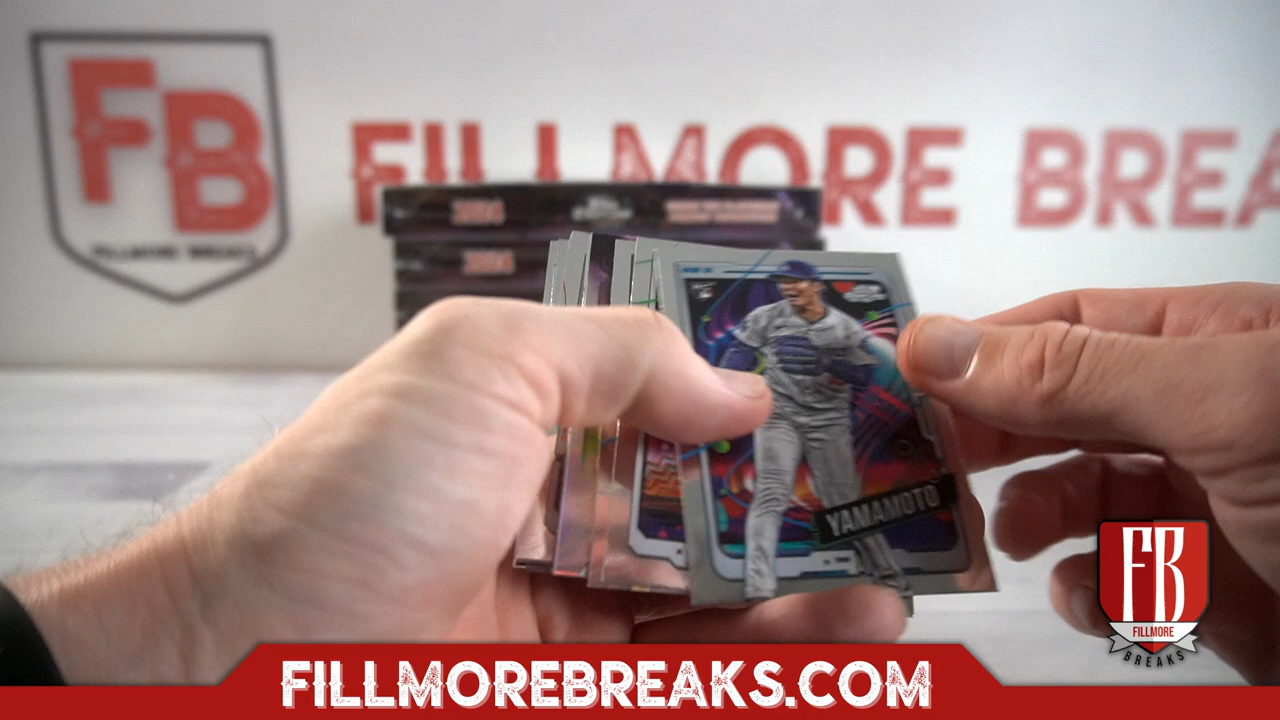 FB
FILLMORE BREAKS
FILLMORE BREA
2024
2024
YAMAMOTO
FB
FILLMORE
BREAKS
FILLMOREBREAKS.COM